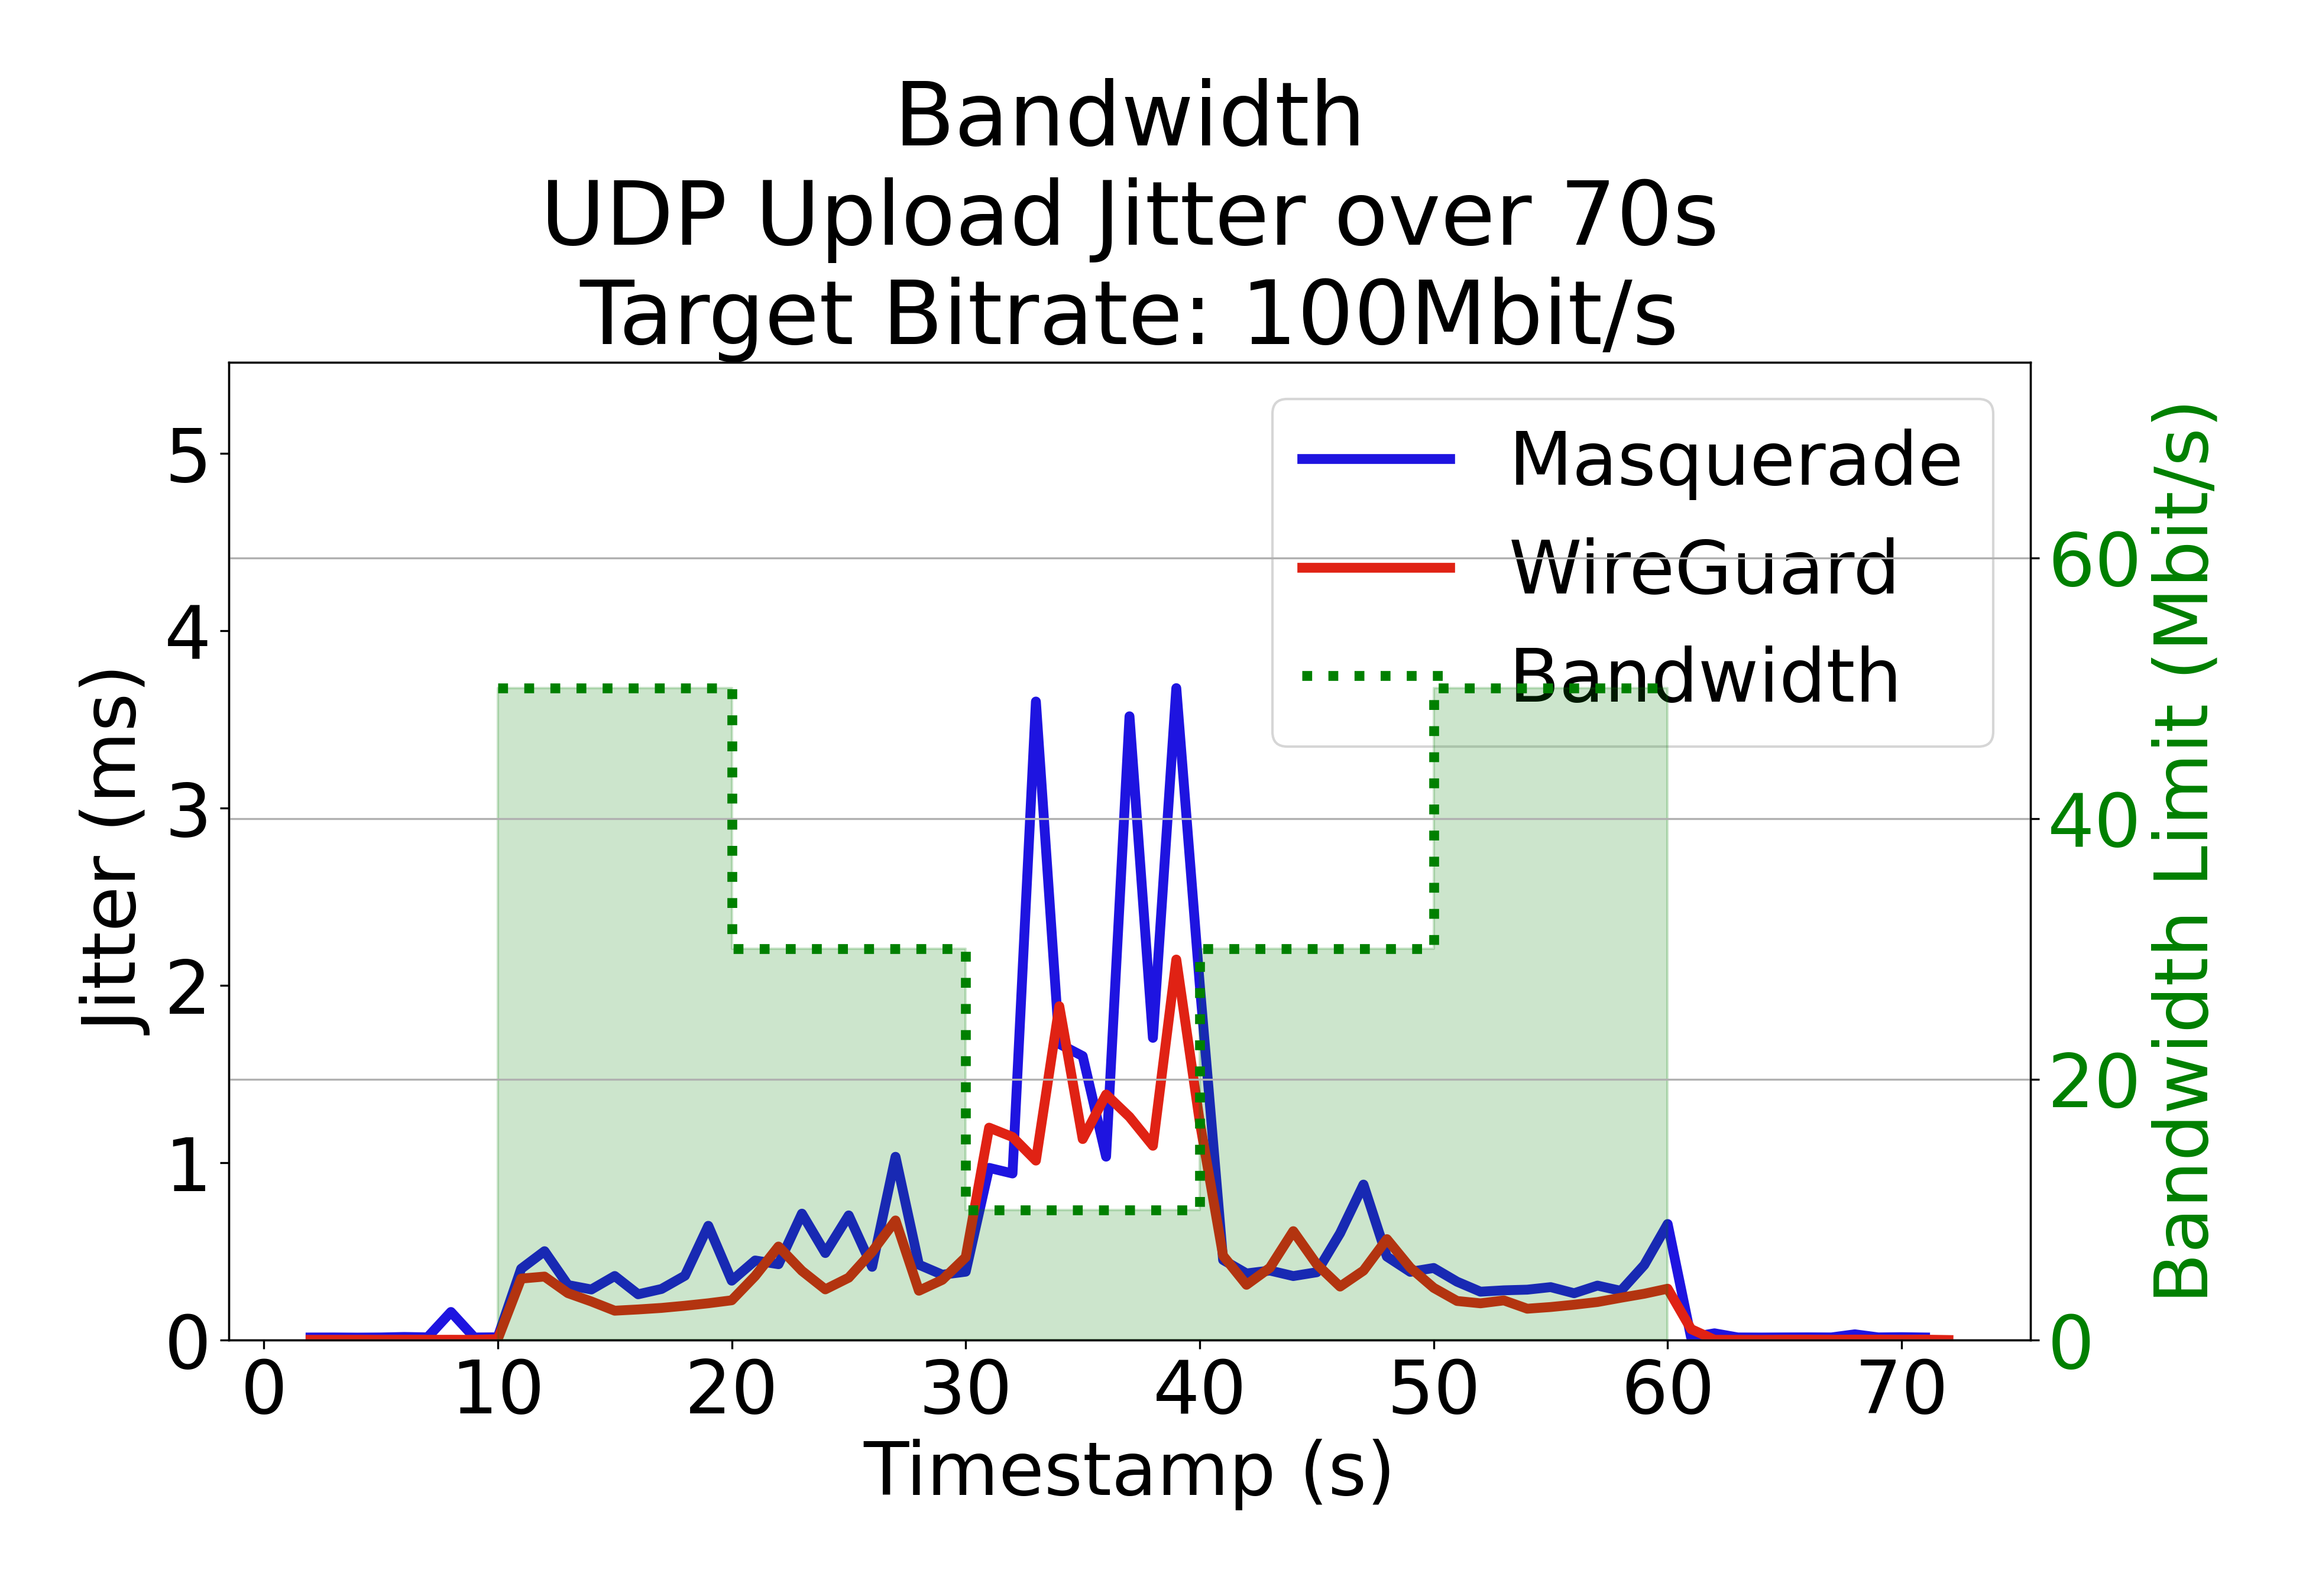 Bandwidth
UDP Upload Jitter over 70s
Target Bitrate: 100Mbit/s
Jitter (ms)
5
4
3
2
1
0
Masquerade
WireGuard
Bandwidth
60
40
20
0
Bandwidth Limit (Mbit/s)
0 10 20 30 40 50 60 70
Timestamp (s)